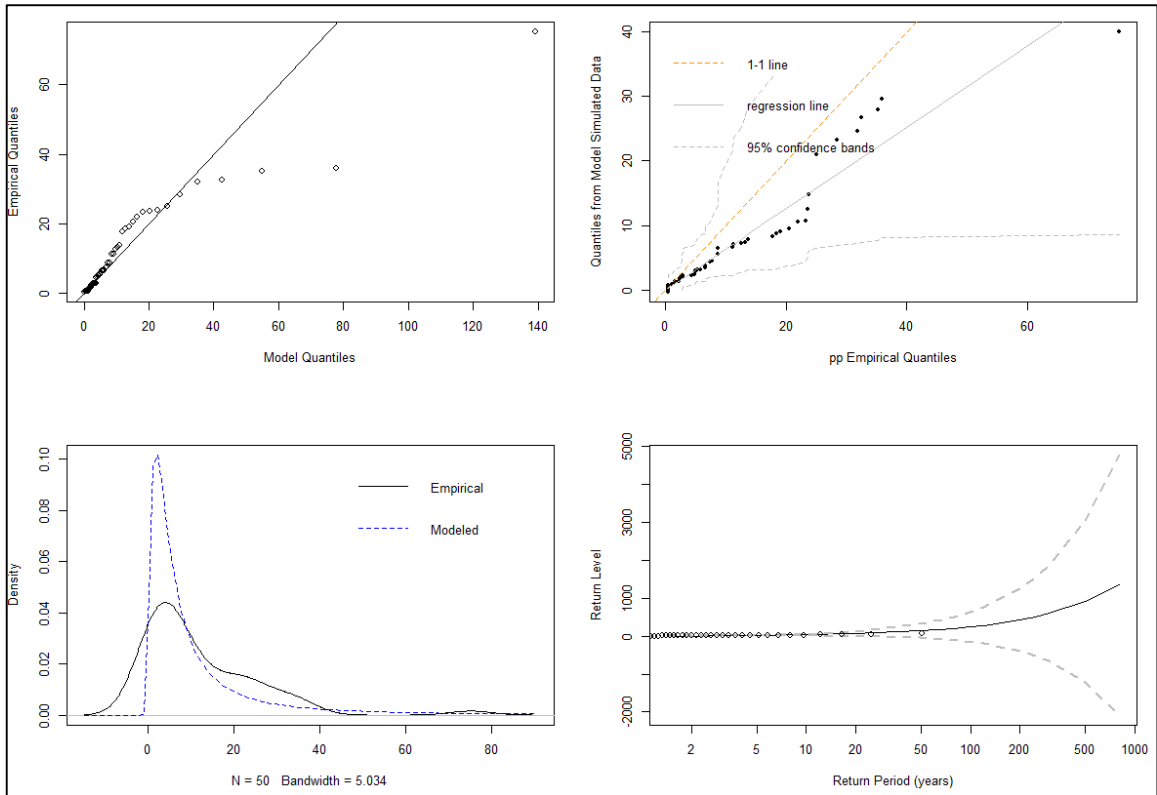 Empirical Quantiles
0 20 40 60
0 20 40 60 80 100 120 140
Model Quantiles
Quantiles from Model Simulated Data
0 10 20 30 40
1-1 line
regression line
95% confidence bands
0 20 40 60
pp Empirical Quantiles
Density
0.00 0.02 0.04 0.06 0.08 0.10
Empirical
Modeled
0 20 40 60 80
N = 50 Bandwidth = 5.034
Return Level
-2000 0 1000 3000 5000
2 5 10 20 50 100 200 500 1000
Return Period (years)